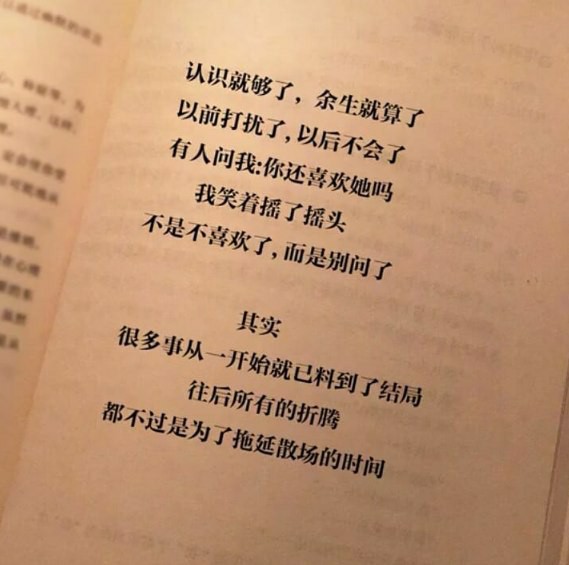 认识就够了，余生就算了
以前打扰了，以后不会了
有人问我:你还喜欢她吗
我笑着摇了摇头
不是不喜欢了，而是别问了
其实
很多事从一开始就已料到了结局
往后所有的折腾
都不过是为了拖延散场的时间